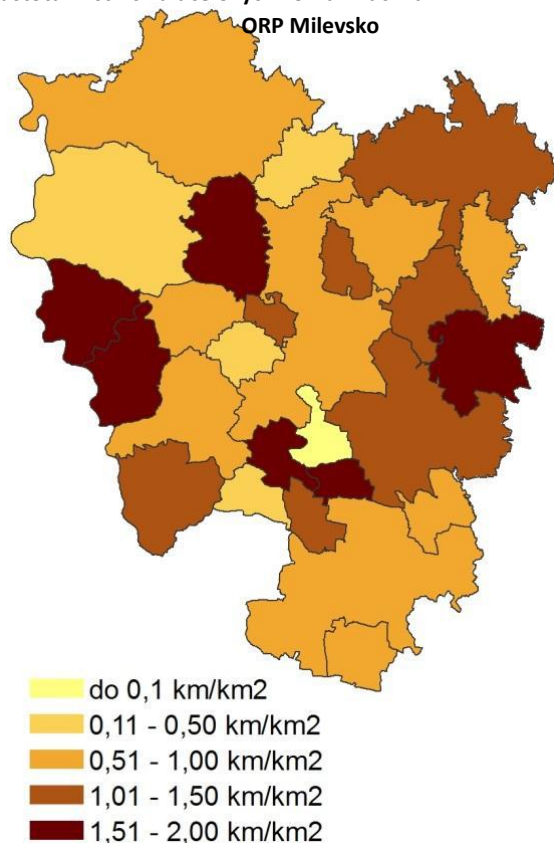 ORP Milevsko
do 0,1 km/km2
0,11 - 0,50 km/km2
0,51 - 1,00 km/km2
1,01 - 1,50 km/km2
1,51 - 2,00 km/km2